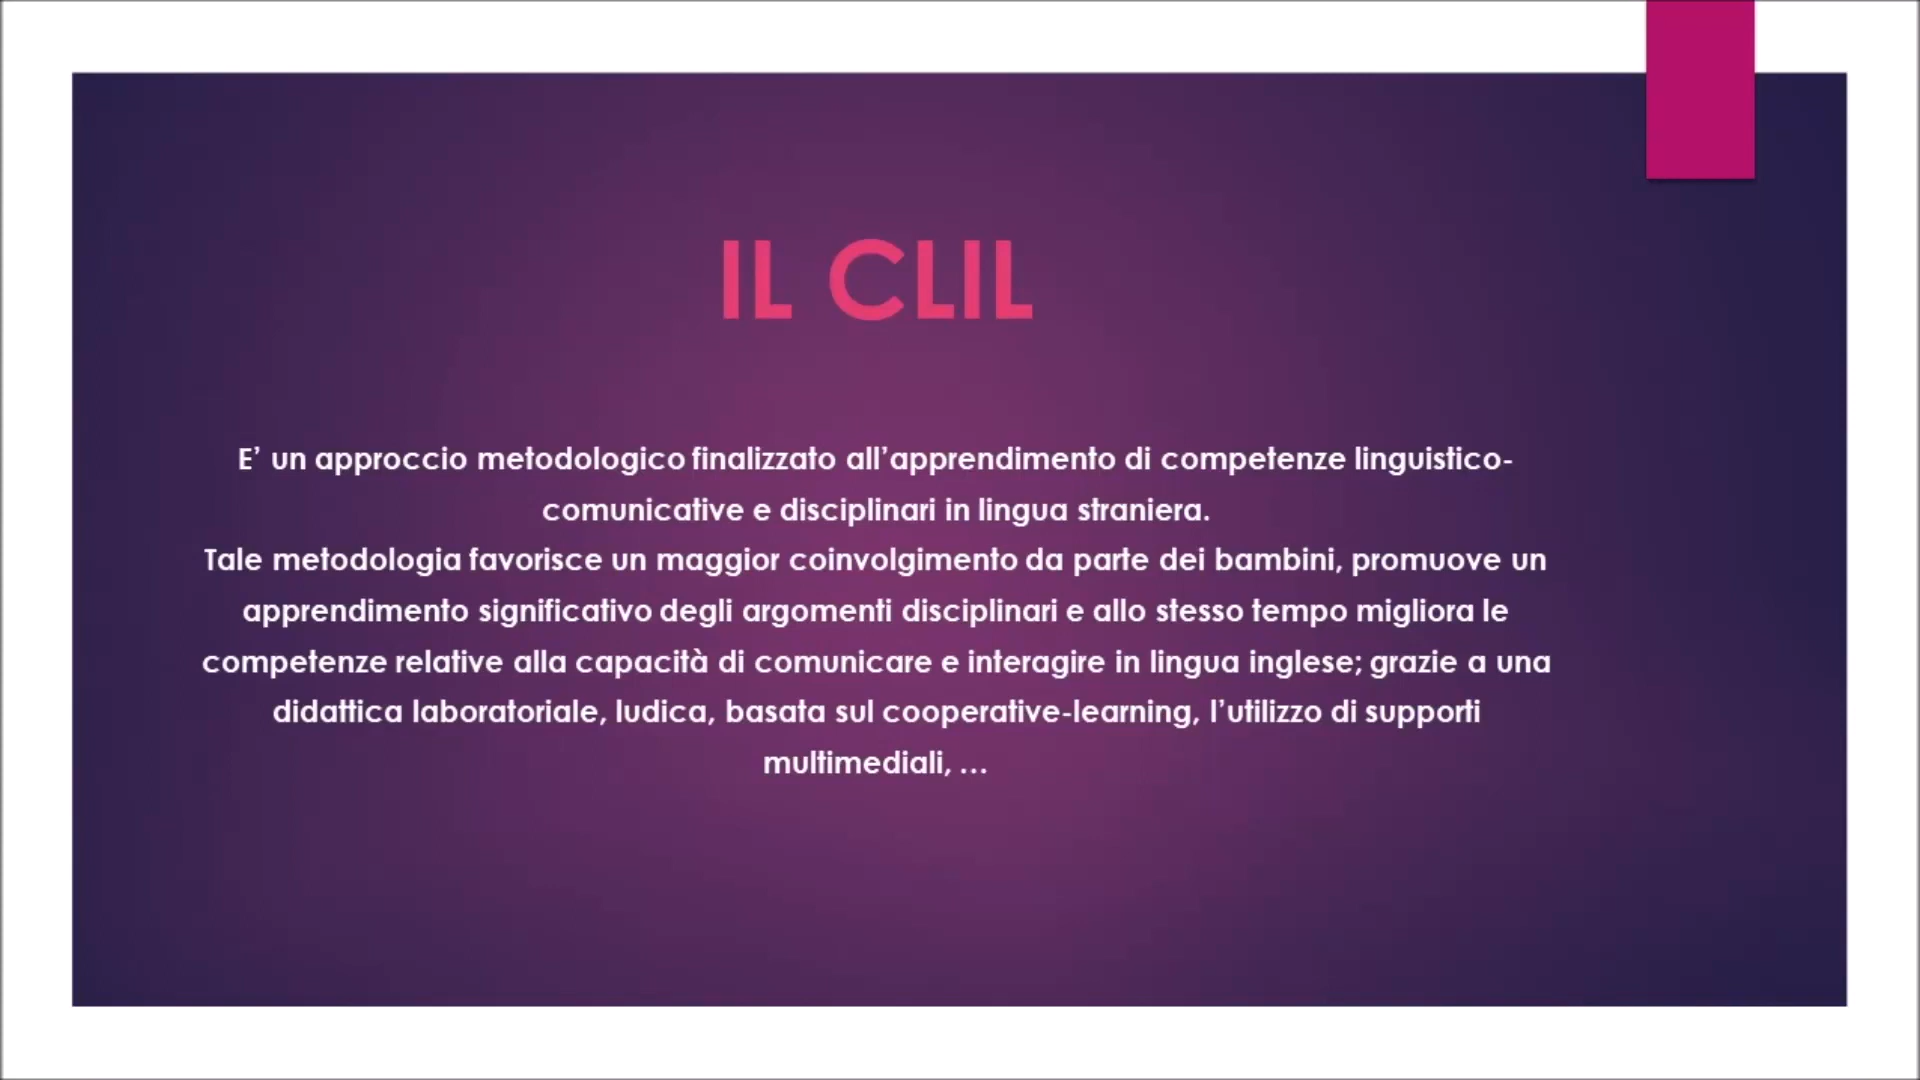 IL CLIL
E’ un approccio metodologico finalizzato all’apprendimento di competenze linguistico-
comunicative e disciplinari in lingua straniera.
Tale metodologia favorisce un maggior coinvolgimento da parte dei bambini, promuove un
apprendimento significativo degli argomenti disciplinari e allo stesso tempo migliora le
competenze relative alla capacità di comunicare e interagire in lingua inglese; grazie a una
didattica laboratoriale, ludica, basata sul cooperative-learning, l’utilizzo di supporti
multimediali, …